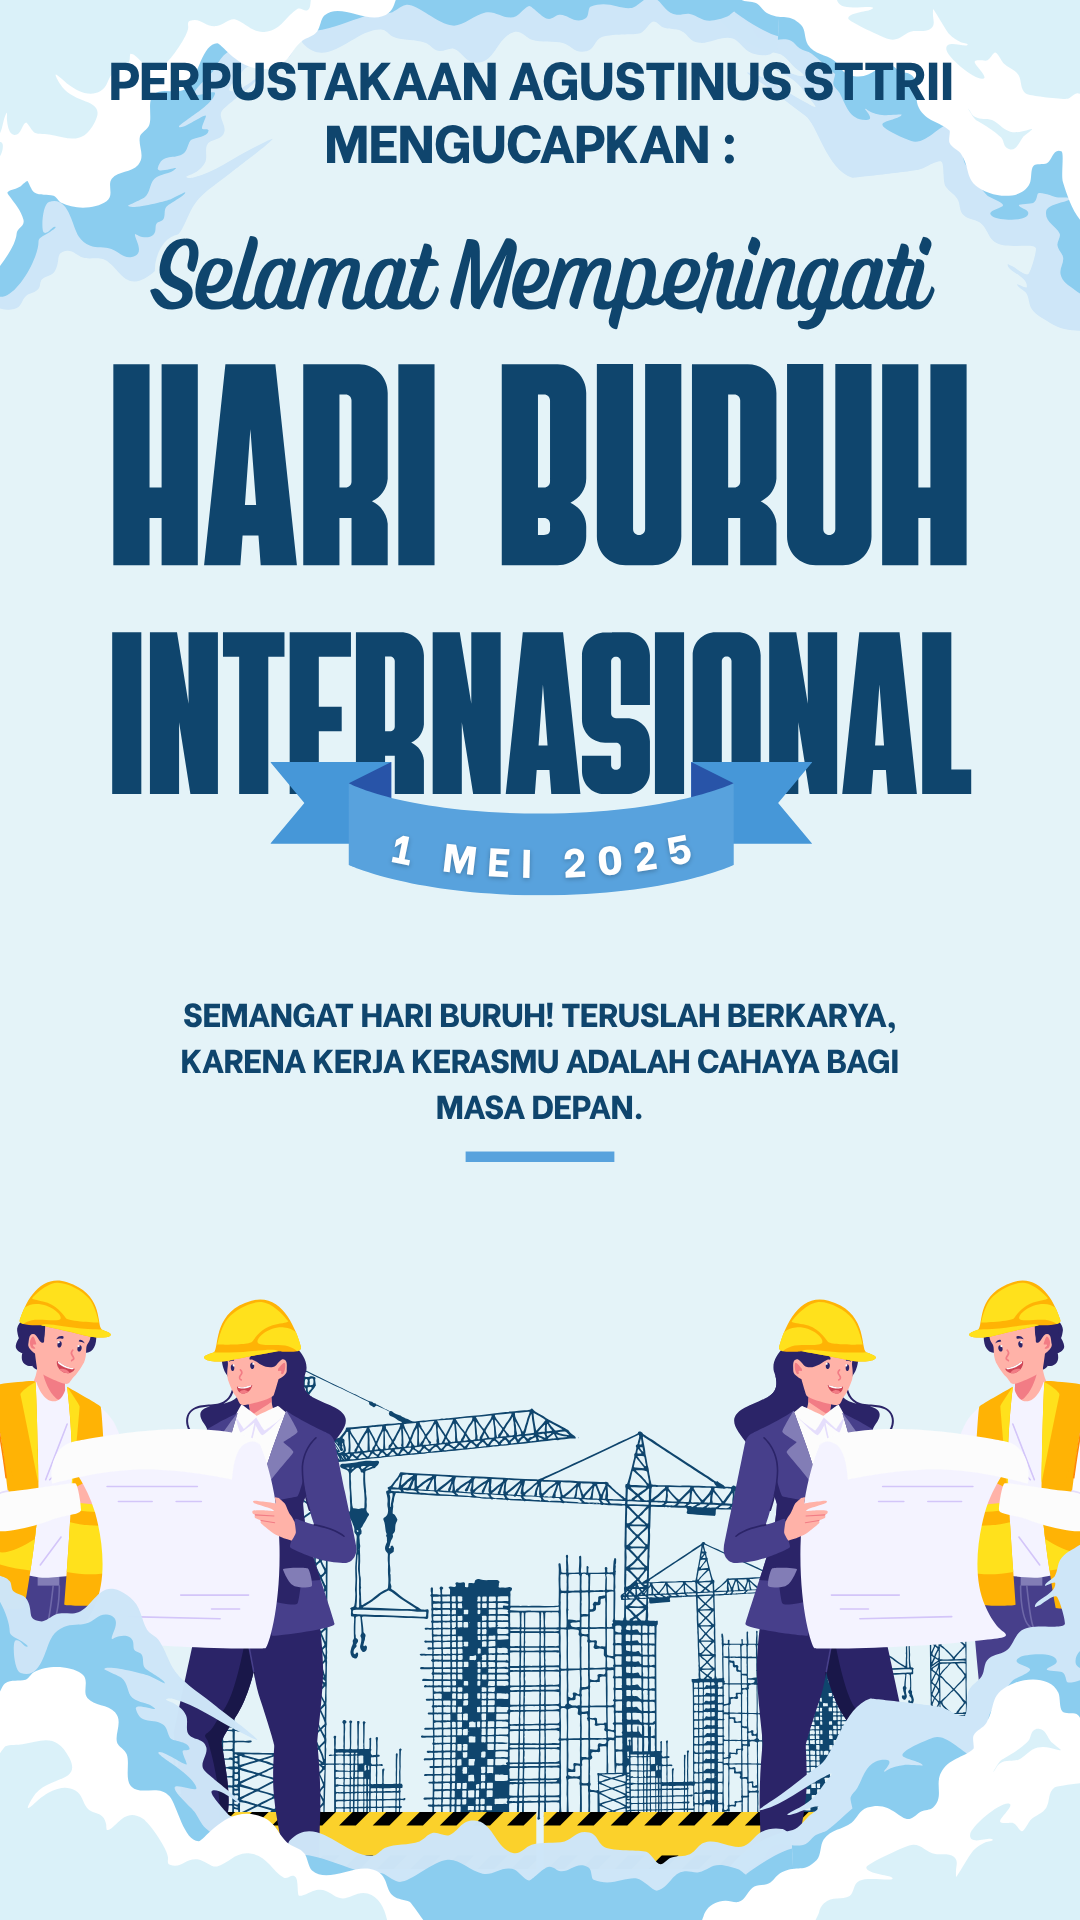 PERPUSTAKAAN AGUSTINUS STTRII
MENGUCAPKAN :
Selamat Memperingati
HARI BURUH
INTERNASIONAL
1 MEI 2025
SEMANGAT HARI BURUH! TERUSLAH BERKARYA,
KARENA KERJA KERASMU ADALAH CAHAYA BAGI
MASA DEPAN.